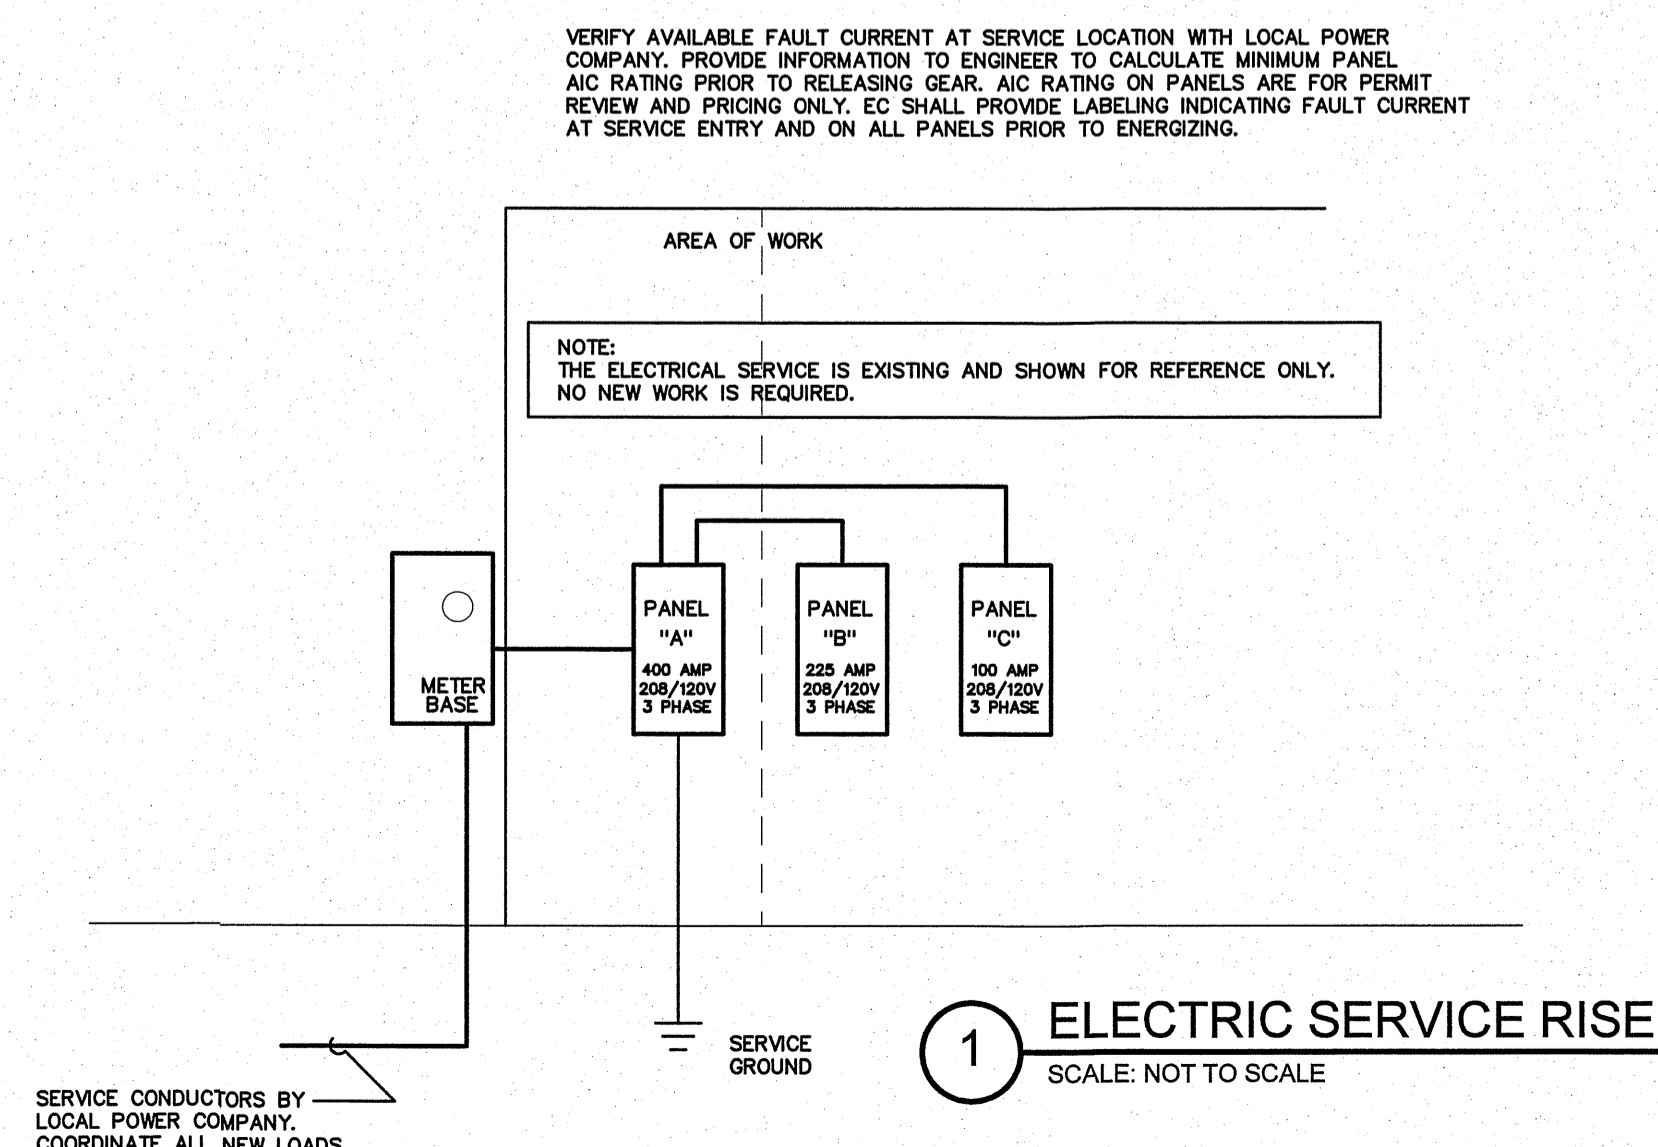 VERIFY AVAILABLE FAULT CURRENT AT SERVICE LOCATION WITH LOCAL POWER
COMPANY. PROVIDE INFORMATION TO ENGINEER TO CALCULATE MINIMUM PANEL
AIC RATING PRIOR TO RELEASING GEAR. AIC RATING ON PANELS ARE FOR PERMIT
REVIEW AND PRICING ONLY. EC SHALL PROVIDE LABELING INDICATING FAULT CURRENT
AT SERVICE ENTRY AND ON ALL PANELS PRIOR TO ENERGIZING.
AREA OF WORK
NOTE:
THE ELECTRICAL SERVICE IS EXISTING AND SHOWN FOR REFERENCE ONLY.
NO NEW WORK IS REQUIRED.
METER
BASE
PANEL
"A"
400 AMP
208/120V
3 PHASE
PANEL
"B"
225 AMP
208/120V
3 PHASE
PANEL
"C"
100 AMP
208/120V
3 PHASE
SERVICE
GROUND
SERVICE CONDUCTORS BY
LOCAL POWER COMPANY.
COORDINATE ALL NEW LOADS
1
ELECTRIC SERVICE RISE
SCALE: NOT TO SCALE